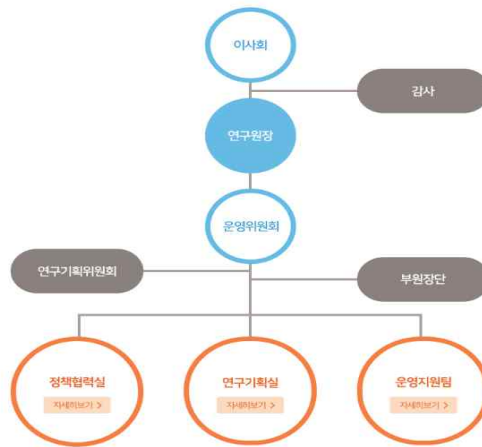 이사회
감사
연구원장
운영위원회
연구기획위원회
부원장단
정책협력실
연구기획실
운영지원팀
자세히보기 >
자세히보기 >
자세히보기 >